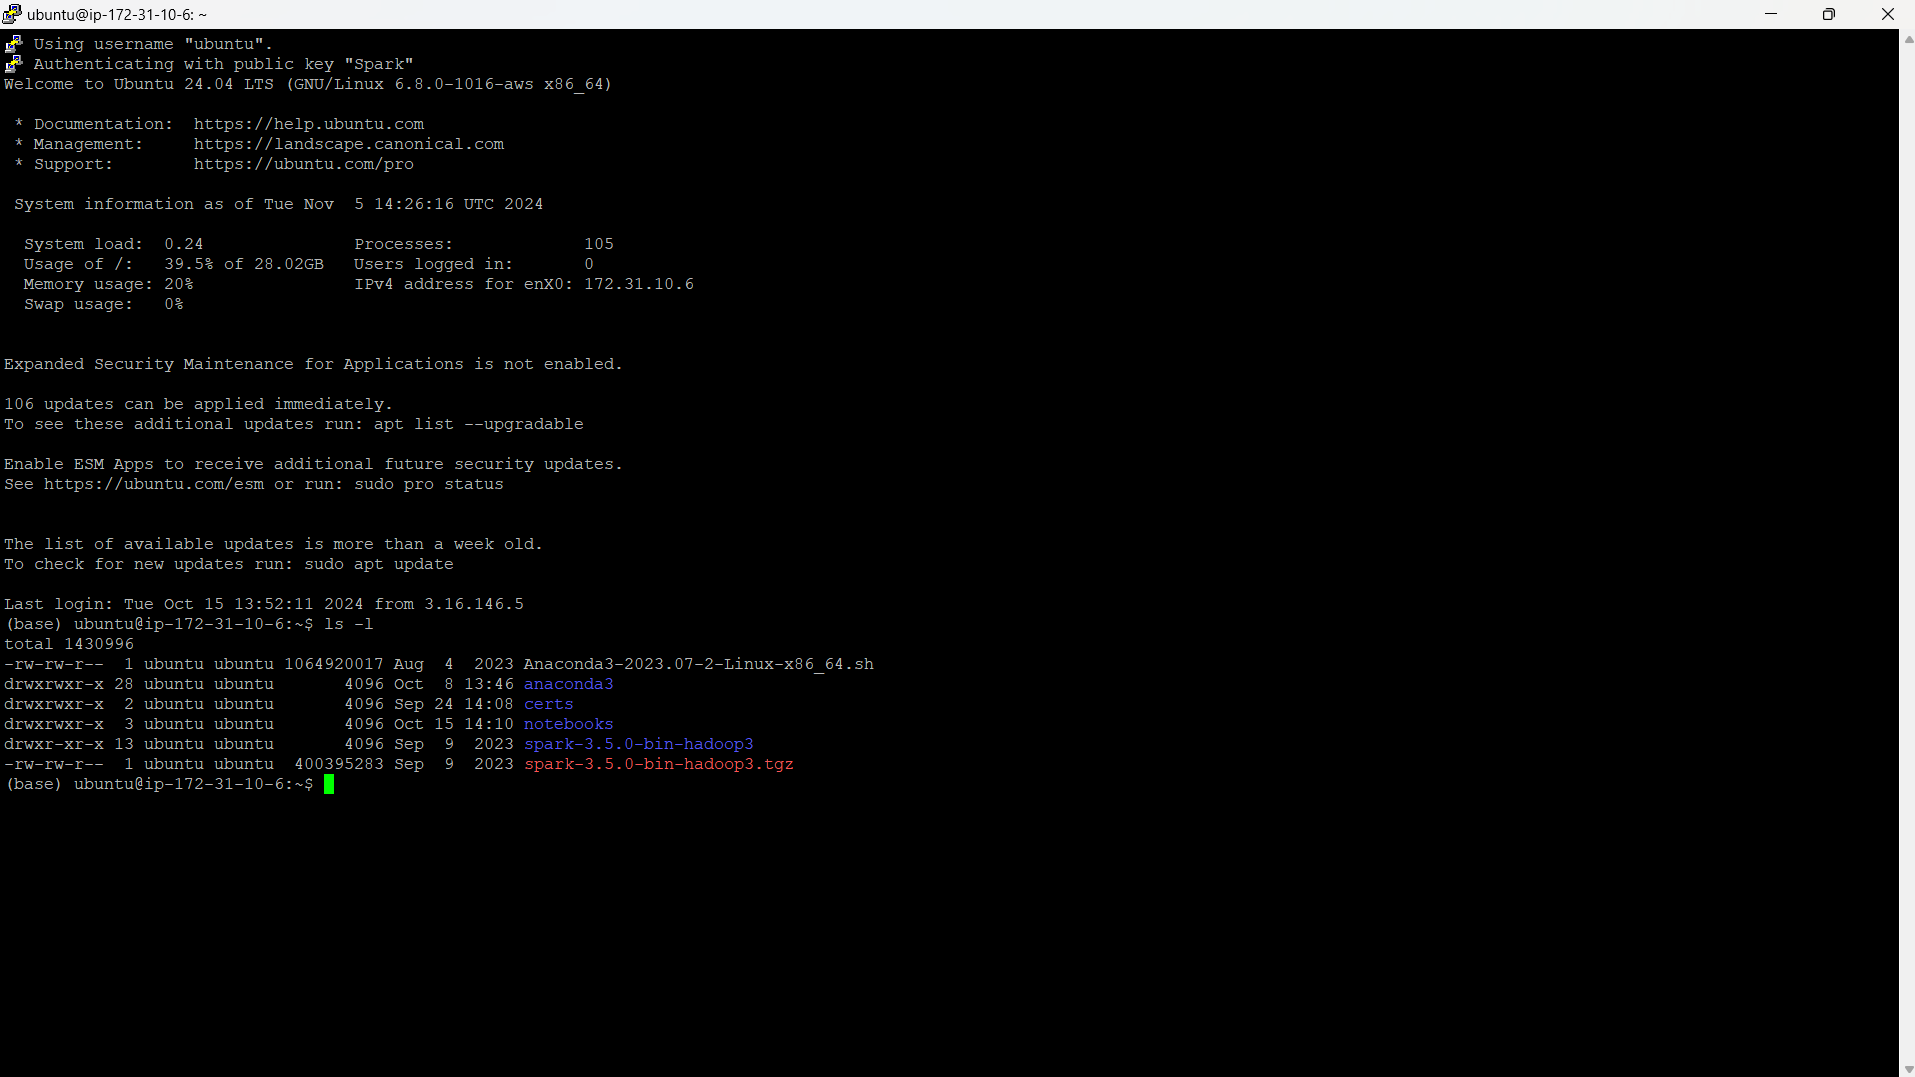 ubuntu@ip-172-31-10-6: ~
Using username "ubuntu".
Authenticating with public key "Spark"
Welcome to Ubuntu 24.04 LTS (GNU/Linux 6.8.0-1016-aws x86_64)
* Documentation:  https://help.ubuntu.com
* Management:     https://landscape.canonical.com
* Support:        https://ubuntu.com/pro
System information as of Tue Nov  5 14:26:16 UTC 2024
System load:  0.24               Processes:             105
Usage of /:   39.5% of 28.02GB   Users logged in:       0
Memory usage: 20%                IPv4 address for enX0: 172.31.10.6
Swap usage:   0%
Expanded Security Maintenance for Applications is not enabled.
106 updates can be applied immediately.
To see these additional updates run: apt list --upgradable
Enable ESM Apps to receive additional future security updates.
See https://ubuntu.com/esm or run: sudo pro status
The list of available updates is more than a week old.
To check for new updates run: sudo apt update
Last login: Tue Oct 15 13:52:11 2024 from 3.16.146.5
(base) ubuntu@ip-172-31-10-6:~$ ls -l
total 1430996
-rw-rw-r--  1 ubuntu ubuntu 1064920017 Aug  4  2023 Anaconda3-2023.07-2-Linux-x86_64.sh
drwxrwxr-x 28 ubuntu ubuntu       4096 Oct  8 13:46 anaconda3
drwxrwxr-x  2 ubuntu ubuntu       4096 Sep 24 14:08 certs
drwxrwxr-x  3 ubuntu ubuntu       4096 Oct 15 14:10 notebooks
drwxr-xr-x 13 ubuntu ubuntu       4096 Sep  9  2023 spark-3.5.0-bin-hadoop3
-rw-rw-r--  1 ubuntu ubuntu  400395283 Sep  9  2023 spark-3.5.0-bin-hadoop3.tgz
(base) ubuntu@ip-172-31-10-6:~$